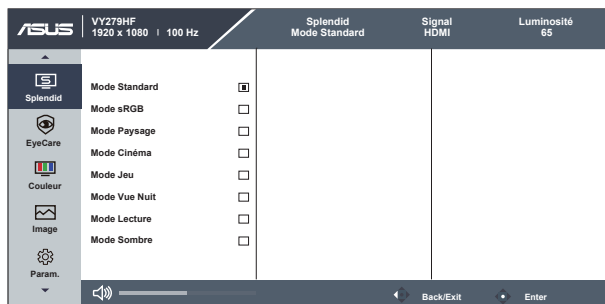 ASUS
VY279HF
1920 x 1080 | 100 Hz
Splendid
Mode Standard
Signal
HDMI
Luminosité
65
S
Splendid
EyeCare
Couleur
Image
Param.
Mode Standard
Mode sRGB
Mode Paysage
Mode Cinéma
Mode Jeu
Mode Vue Nuit
Mode Lecture
Mode Sombre
Back/Exit
Enter